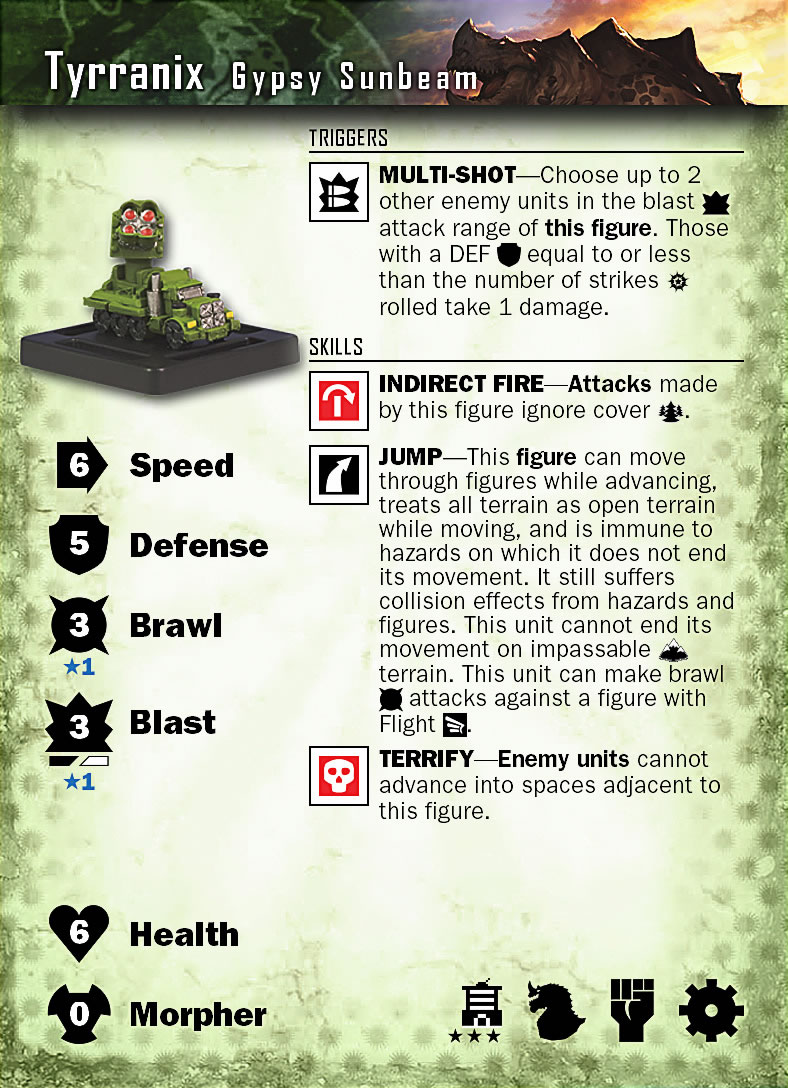 Tyrranix Gypsy Sunbeam
TRIGGERS
MULTI-SHOT—Choose up to 2
other enemy units in the blast
attack range of this figure. Those
with a DEF equal to or less
than the number of strikes
rolled take 1 damage.
SKILLS
INDIRECT FIRE—Attacks made
by this figure ignore cover .
JUMP—This figure can move
through figures while advancing,
treats all terrain as open terrain
while moving, and is immune to
hazards on which it does not end
its movement. It still suffers
collision effects from hazards and
figures. This unit cannot end its
movement on impassable
terrain. This unit can make brawl
attacks against a figure with
Flight .
TERRIFY—Enemy units cannot
advance into spaces adjacent to
this figure.
6 Speed
5 Defense
3 Brawl
★1
3 Blast
★1
6 Health
0 Morpher
★★★